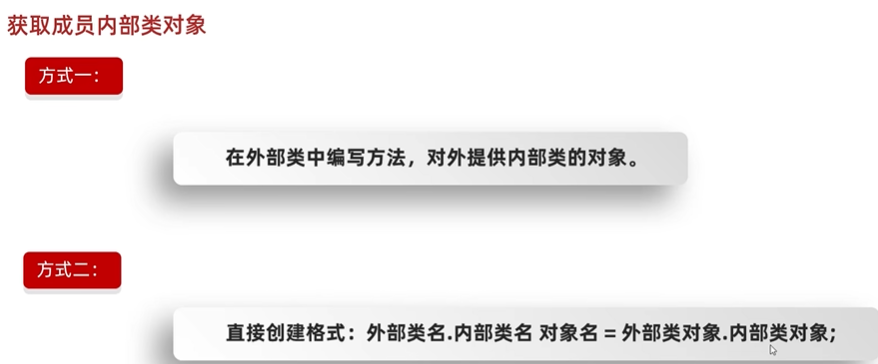 获取成员内部类对象
方式一：
在外部类中编写方法，对外提供内部类的对象。
方式二：
直接创建格式：外部类名.内部类名 对象名 = 外部类对象.内部类对象;